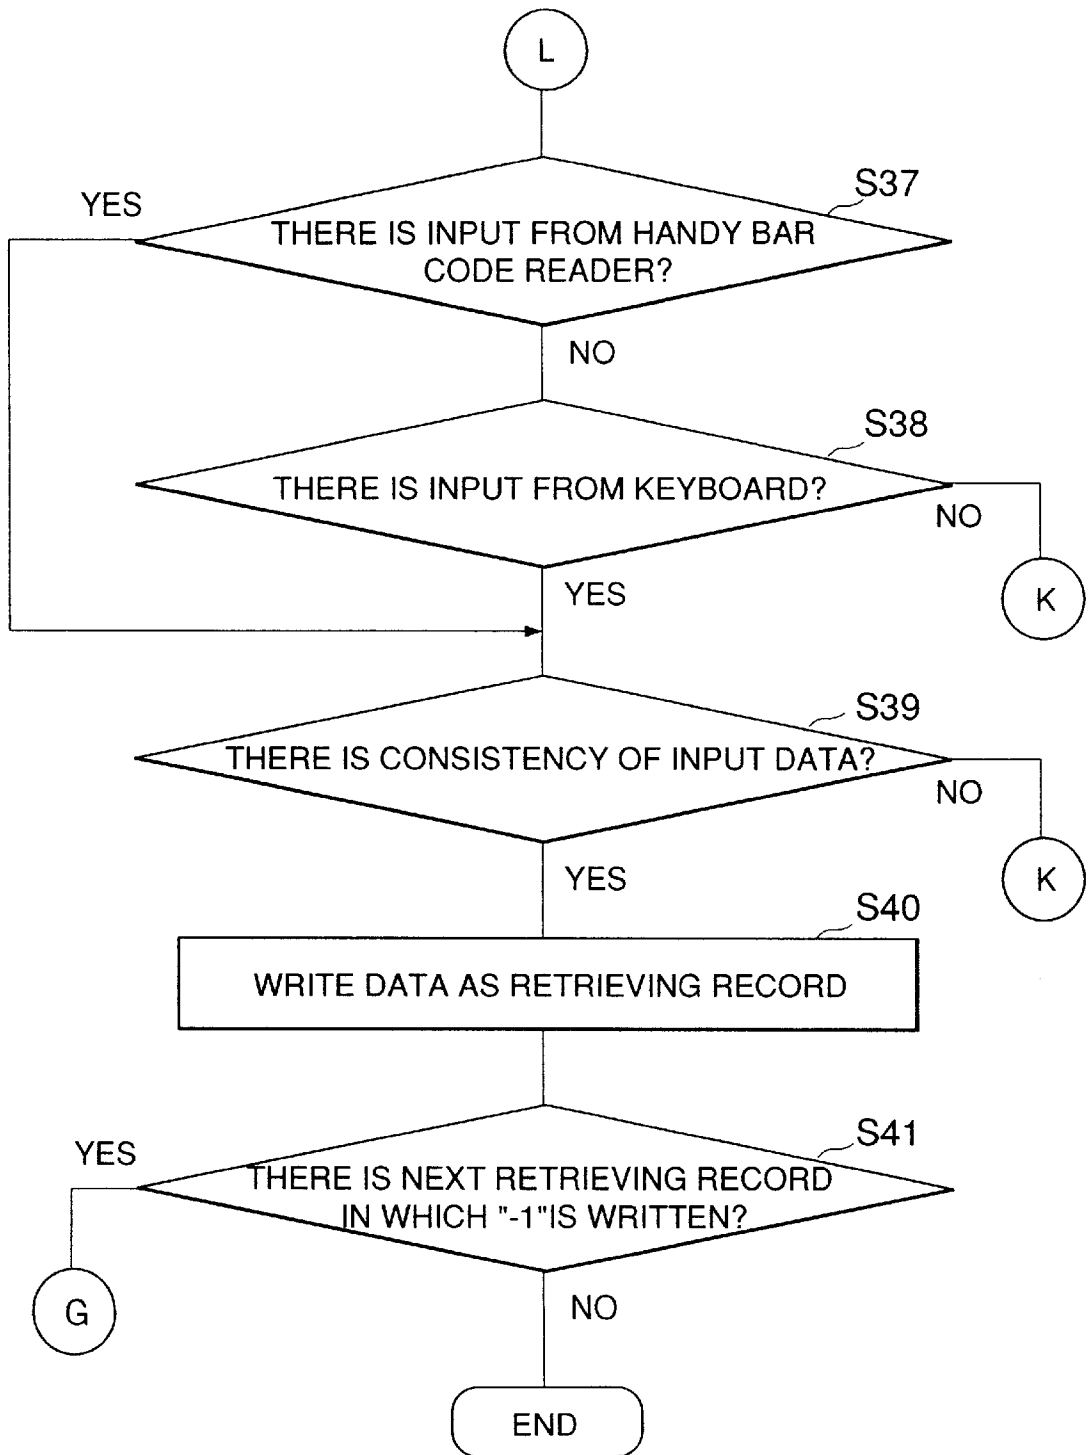 L
S37
YES
THERE IS INPUT FROM HANDY BAR
CODE READER?
NO
S38
THERE IS INPUT FROM KEYBOARD?
NO
YES
K
S39
THERE IS CONSISTENCY OF INPUT DATA?
NO
YES
K
S40
WRITE DATA AS RETRIEVING RECORD
S41
YES
THERE IS NEXT RETRIEVING RECORD
IN WHICH "-1"IS WRITTEN?
G
NO
END